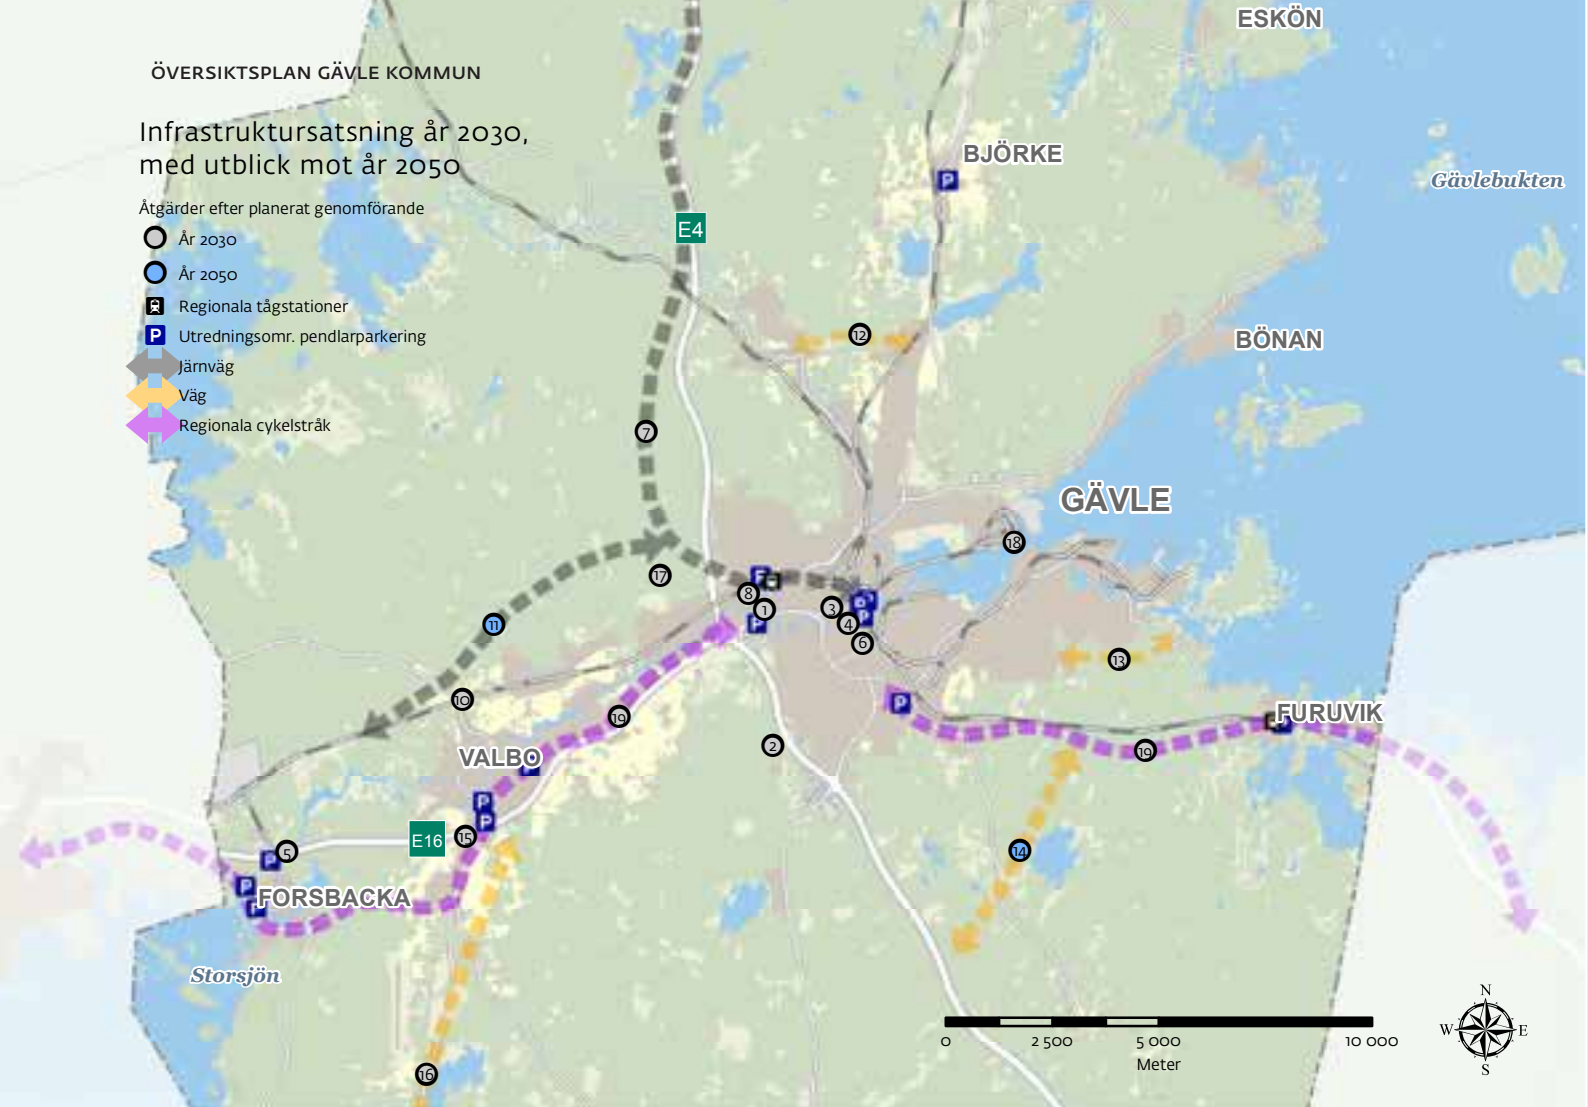 ESKÖN
ÖVERSIKTSPLAN GÄVLE KOMMUN
Infrastruktursatsning år 2030,
med utblick mot år 2050
Åtgärder efter planerat genomförande
År 2030
År 2050
Regionala tågstationer
P Utredningsomr. pendlarparkering
Järnväg
Väg
Regionala cykelstråk
BJÖRKE
P
Gävlebukten
E4
12
BÖNAN
7
GÄVLE
18
17
8
1
P
3
4
P
6
11
13
10
19
P
FURUVIK
2
19
VALBO
P
P
E16
15
5
P
14
P
FORSBACKA
Storsjön
16
N
W E
S
0 2 500 5 000 10 000
Meter